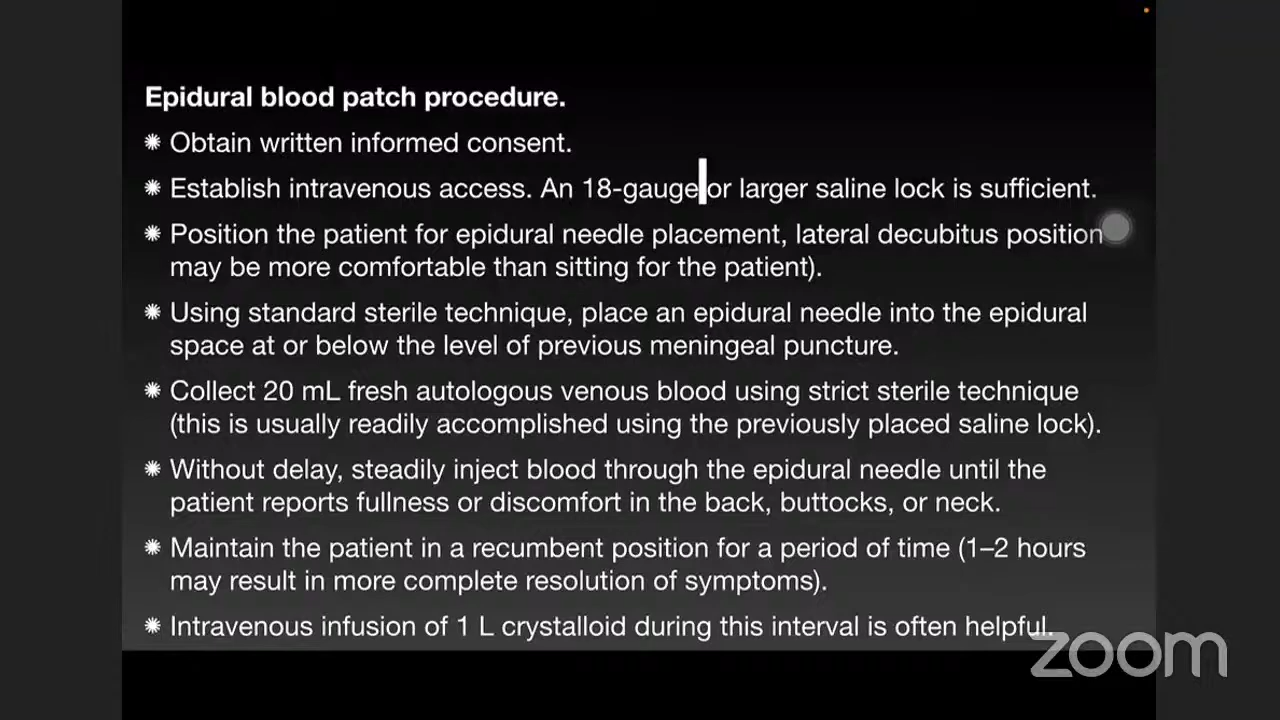 Epidural blood patch procedure.
✷ Obtain written informed consent.
✷ Establish intravenous access. An 18-gauge or larger saline lock is sufficient.
✷ Position the patient for epidural needle placement, lateral decubitus position
may be more comfortable than sitting for the patient).
✷ Using standard sterile technique, place an epidural needle into the epidural
space at or below the level of previous meningeal puncture.
✷ Collect 20 mL fresh autologous venous blood using strict sterile technique
(this is usually readily accomplished using the previously placed saline lock).
✷ Without delay, steadily inject blood through the epidural needle until the
patient reports fullness or discomfort in the back, buttocks, or neck.
✷ Maintain the patient in a recumbent position for a period of time (1–2 hours
may result in more complete resolution of symptoms).
✷ Intravenous infusion of 1 L crystalloid during this interval is often helpful.
zoom